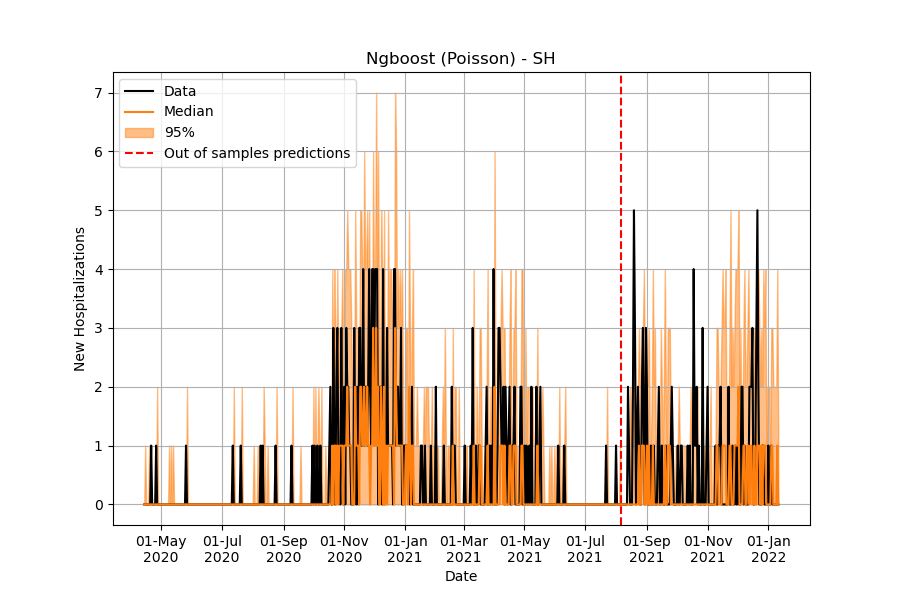 Ngboost (Poisson) - SH
Data
Median
95%
Out of samples predictions
New Hospitalizations
7
6
5
4
3
2
1
0
01-May 01-Jul 01-Sep 01-Nov 01-Jan 01-Mar 01-May 01-Jul 01-Sep 01-Nov 01-Jan
2020 2020 2020 2020 2021 2021 2021 2021 2021 2021 2022
Date